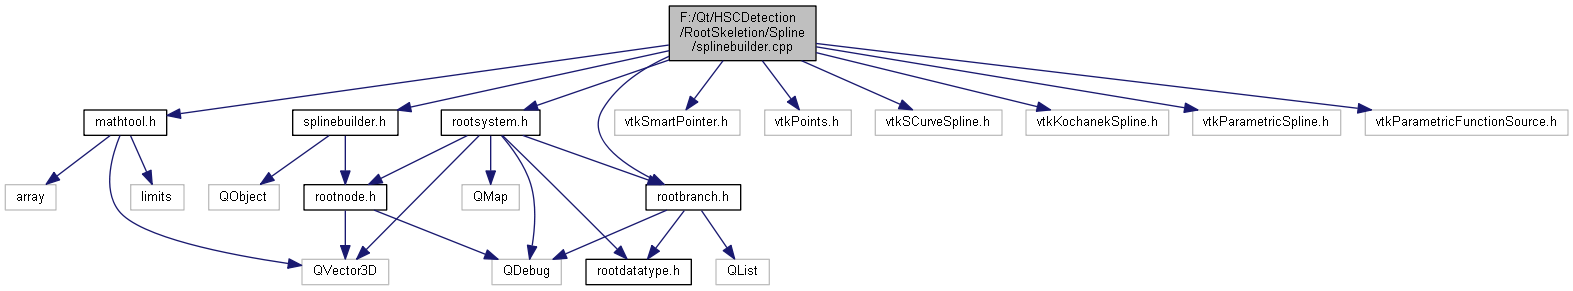 F:/Qt/HSCDetection
/RootSkeletion/Spline
/splinebuilder.cpp
mathtool.h
splinebuilder.h
rootsystem.h
vtkSmartPointer.h
vtkPoints.h
vtkSCurveSpline.h
vtkKochanekSpline.h
vtkParametricSpline.h
vtkParametricFunctionSource.h
array
limits
QObject
rootnode.h
QMap
rootbranch.h
QVector3D
QDebug
rootdatatype.h
QList